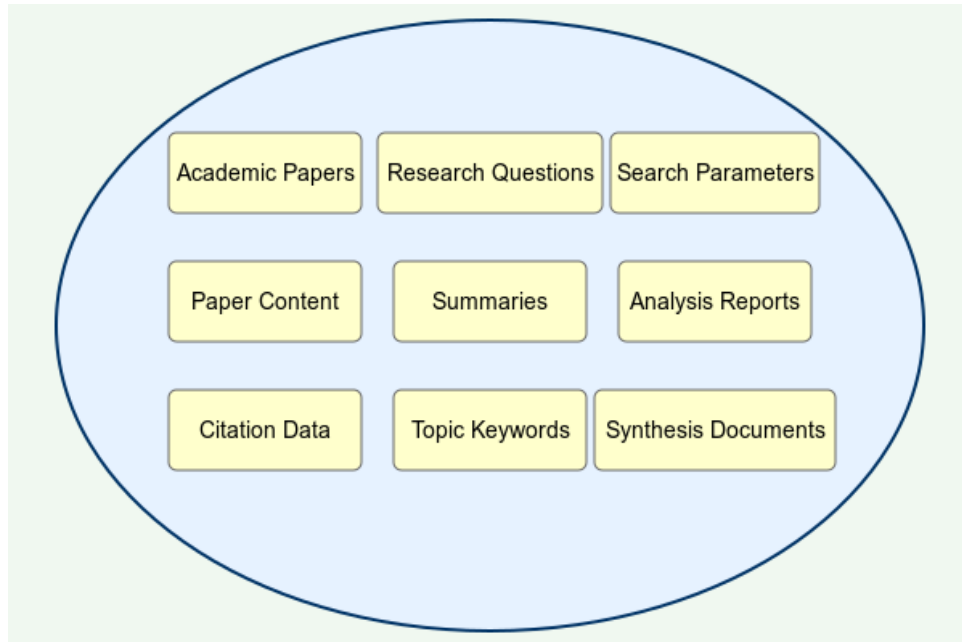 Academic Papers
Research Questions
Search Parameters
Paper Content
Summaries
Analysis Reports
Citation Data
Topic Keywords
Synthesis Documents